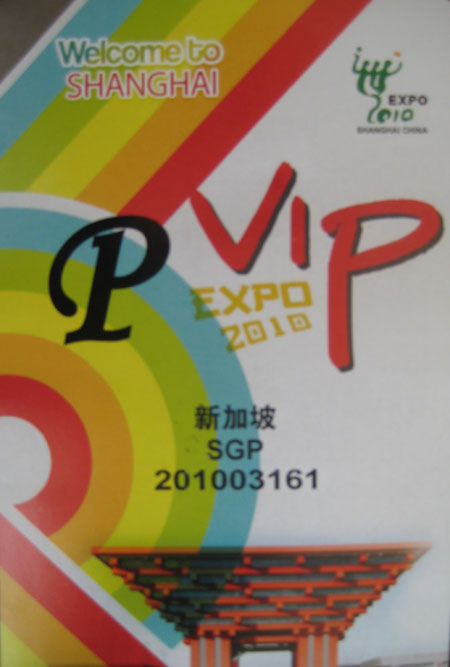 Welcome to
SHANGHAI
EXPO
2010
SHANGHAI CHINA
P
VIP
EXPO
2010
新加坡
SGP
201003161